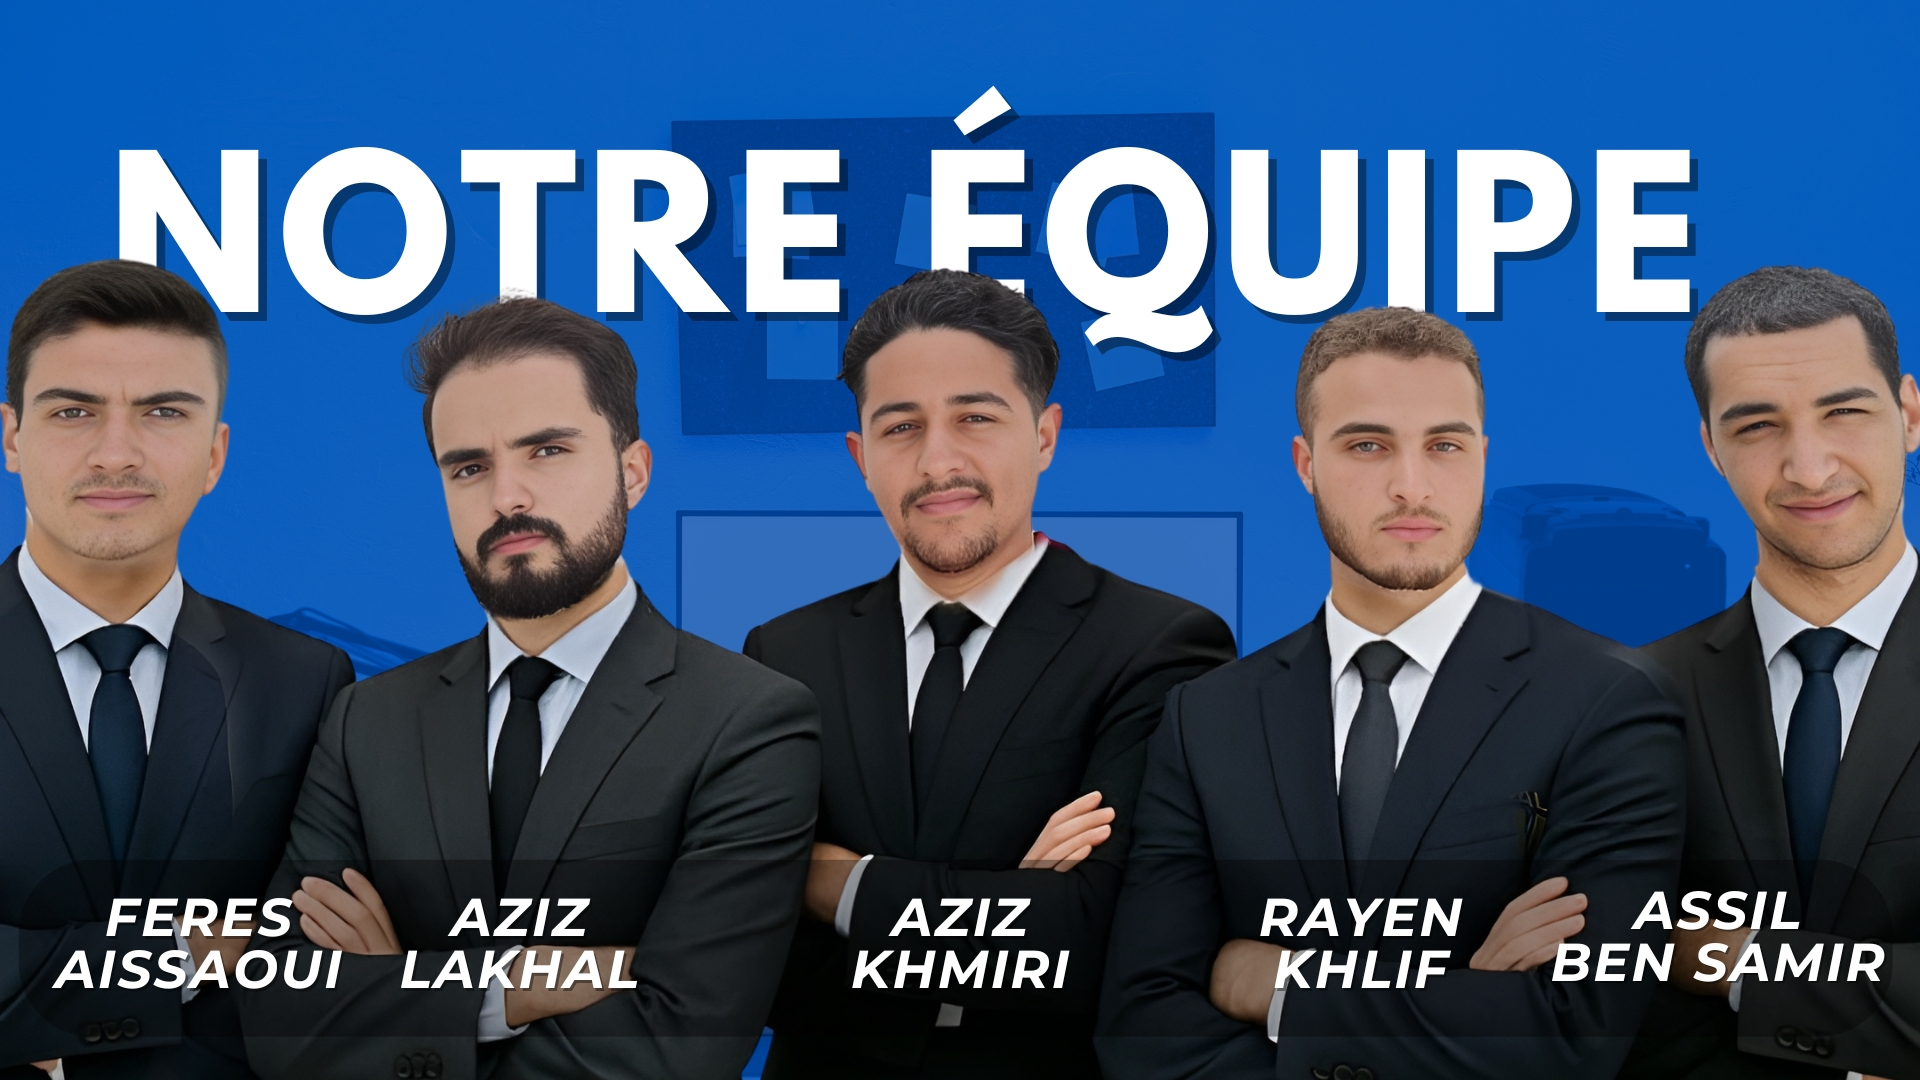 NOTRE ÉQUIPE
FERES
AISSAOUI
AZIZ
LAKHAL
AZIZ
KHMIRI
RAYEN
KHLIF
ASSIL
BEN SAMIR